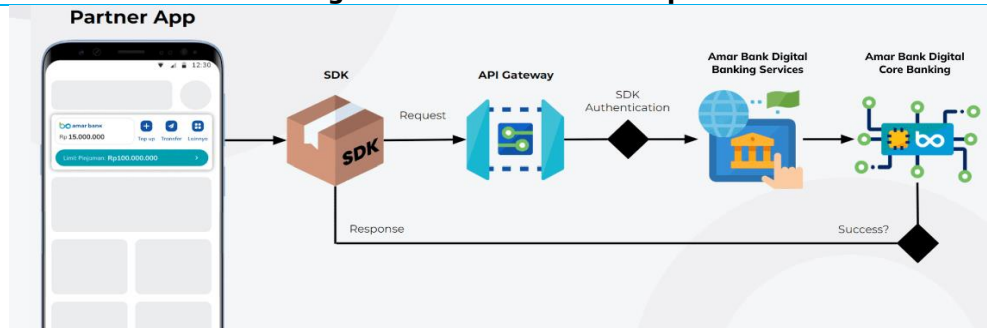 Partner App
12:30
amar bank
Rp 15.000.000
Top up Transfer Lainnya
Limit Pinjaman Rp100.000.000
SDK
SDK
Request
API Gateway
SDK
Authentication
Amar Bank Digital
Banking Services
Amar Bank Digital
Core Banking
Response
Success?